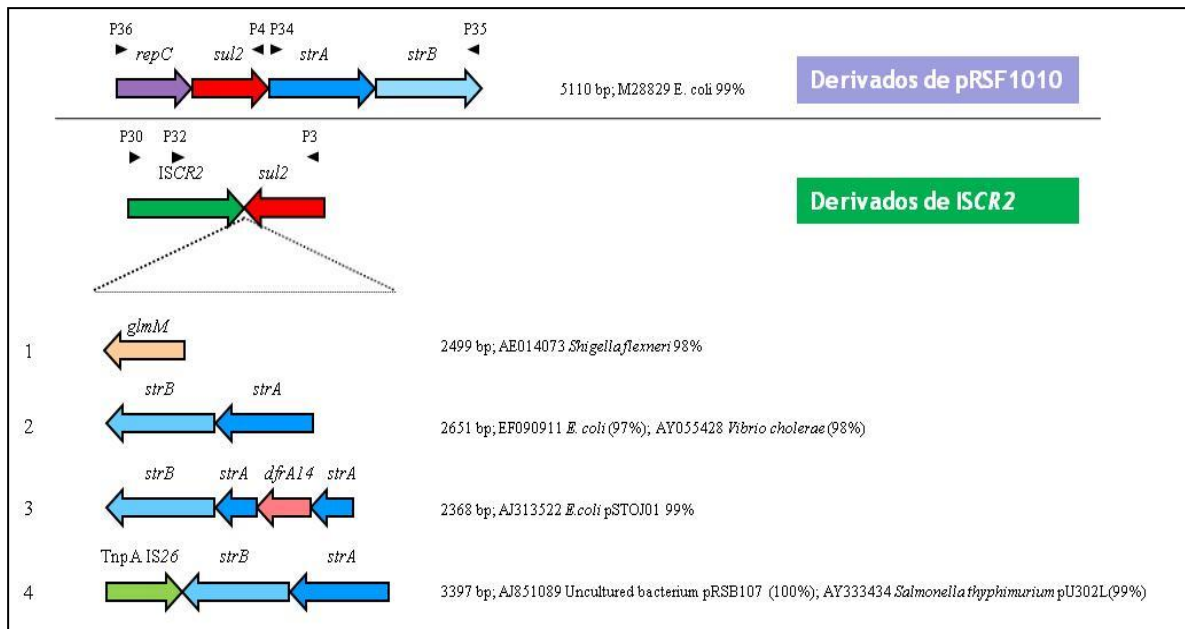 P36 P4 P34 P35
repC sul2 strA strB
5110 bp; M28829 E. coli 99%
Derivados de pRSF1010
P30 P32 P3
ISCR2 sul2
Derivados de ISCR2
glmM
1 2499 bp; AE014073 Shigella flexneri 98%
strB strA
2 2651 bp; EF090911 E. coli (97%); AY055428 Vibrio cholerae (98%)
strB strA dfrA14 strA
3 2368 bp; AJ313522 E.coli pSTOJ01 99%
TnpA IS26 strB strA
4 3397 bp; AJ851089 Uncultured bacterium pRSB107 (100%); AY333434 Salmonella thyphimurium pU302L(99%)